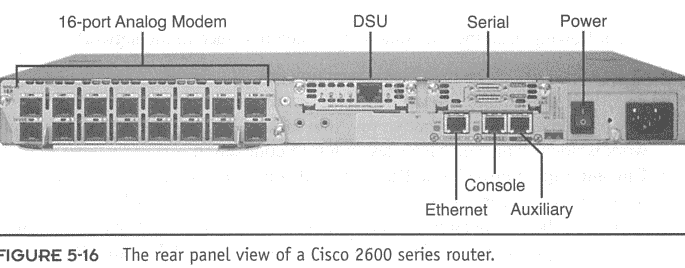 16-port Analog Modem
DSU
Serial
Power
Console
Ethernet
Auxiliary
FIGURE 5-16 The rear panel view of a Cisco 2600 series router.